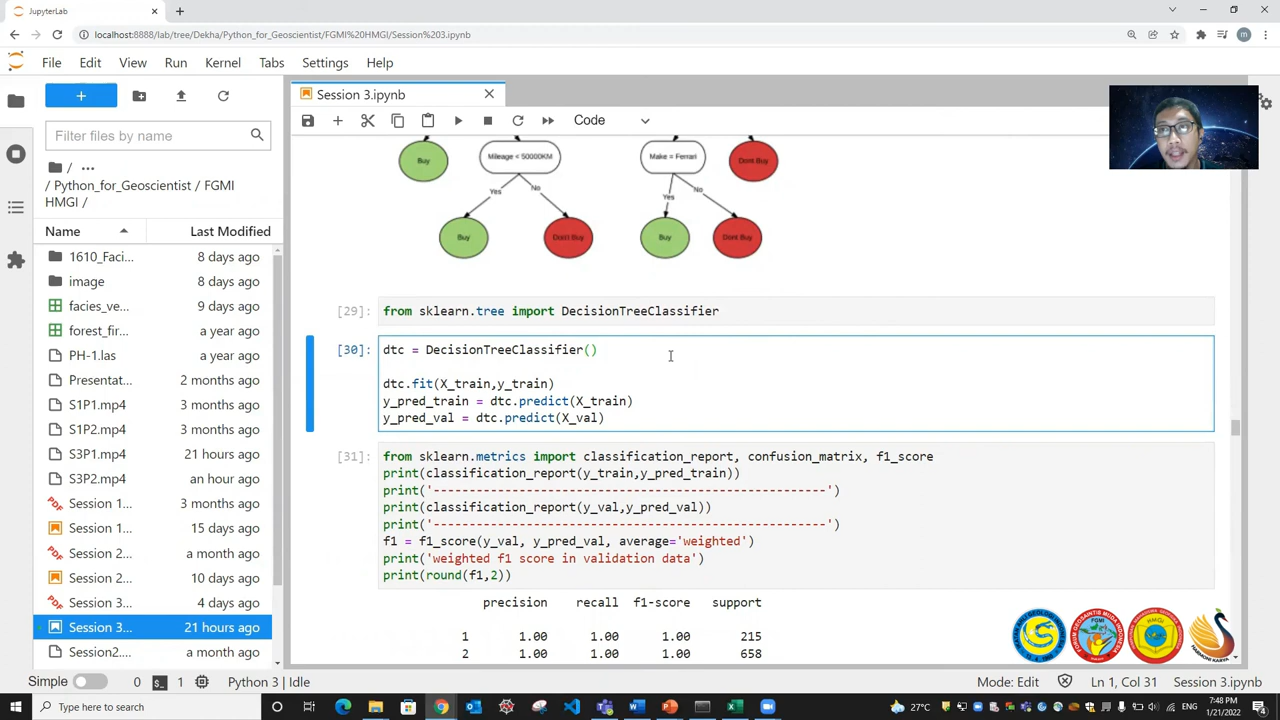 JupyterLab
localhost:8888/lab/tree/Dekha/Python_for_Geoscientist/FGMI%20HMGI/Session%203.ipynb
m
File Edit View Run Kernel Tabs Settings Help
Session 3.ipynb
Code
Filter files by name
/ ...
/ Python_for_Geoscientist / FGMI
HMGI /
Name Last Modified
1610_Faci... 8 days ago
image 8 days ago
facies_ve... 9 days ago
forest_fir... a year ago
PH-1.las a year ago
Presentat... 2 months ago
S1P1.mp4 3 months ago
S1P2.mp4 3 months ago
S3P1.mp4 21 hours ago
S3P2.mp4 an hour ago
Session 1... 3 months ago
Session 1... 15 days ago
Session 2... a month ago
Session 2... 10 days ago
Session 3... 4 days ago
Session 3... 21 hours ago
Session2.... a month ago
Buy
Mileage < 50000KM
Make = Ferrari
Dont Buy
Yes No
Yes No
Buy
Don't Buy
Buy
Dont Buy
[29]: from sklearn.tree import DecisionTreeClassifier
[30]: dtc = DecisionTreeClassifier()
dtc.fit(X_train,y_train)
y_pred_train = dtc.predict(X_train)
y_pred_val = dtc.predict(X_val)
[31]: from sklearn.metrics import classification_report, confusion_matrix, f1_score
print(classification_report(y_train,y_pred_train))
print('-------------------------------------------------------')
print(classification_report(y_val,y_pred_val))
print('-------------------------------------------------------')
f1 = f1_score(y_val, y_pred_val, average='weighted')
print('weighted f1 score in validation data')
print(round(f1,2))
precision recall f1-score support
1 1.00 1.00 1.00 215
2 1.00 1.00 1.00 658
FGMI
HMGI
Simple 0 1 Python 3 | Idle Mode: Edit Ln 1, Col 31 Session 3.ipynb
Type here to search
27°C
7:48 PM
1/21/2022